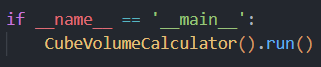 if __name__ == '__main__':
    CubeVolumeCalculator().run()